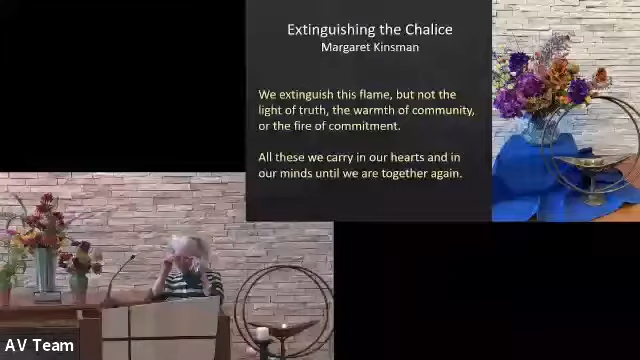 Extinguishing the Chalice
Margaret Kinsman
We extinguish this flame, but not the
light of truth, the warmth of community,
or the fire of commitment.
All these we carry in our hearts and in
our minds until we are together again.
AV Team